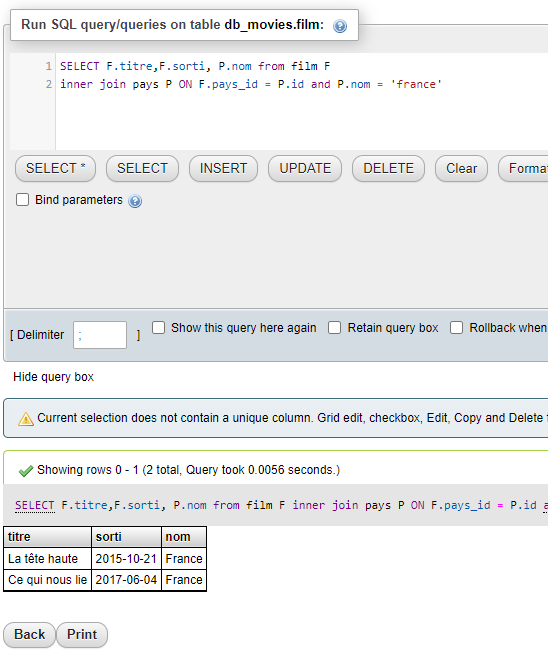 Run SQL query/queries on table db_movies.film:
1 SELECT F.titre,F.sorti, P.nom from film F
2 inner join pays P ON F.pays_id = P.id and P.nom = 'france'
SELECT * SELECT INSERT UPDATE DELETE Clear Format
Bind parameters
[ Delimiter ; ] Show this query here again Retain query box Rollback when
Hide query box
Current selection does not contain a unique column. Grid edit, checkbox, Edit, Copy and Delete
Showing rows 0 - 1 (2 total, Query took 0.0056 seconds.)
SELECT F.titre,F.sorti, P.nom from film F inner join pays P ON F.pays_id = P.id
titre sorti nom
La tête haute 2015-10-21 France
Ce qui nous lie 2017-06-04 France
Back Print